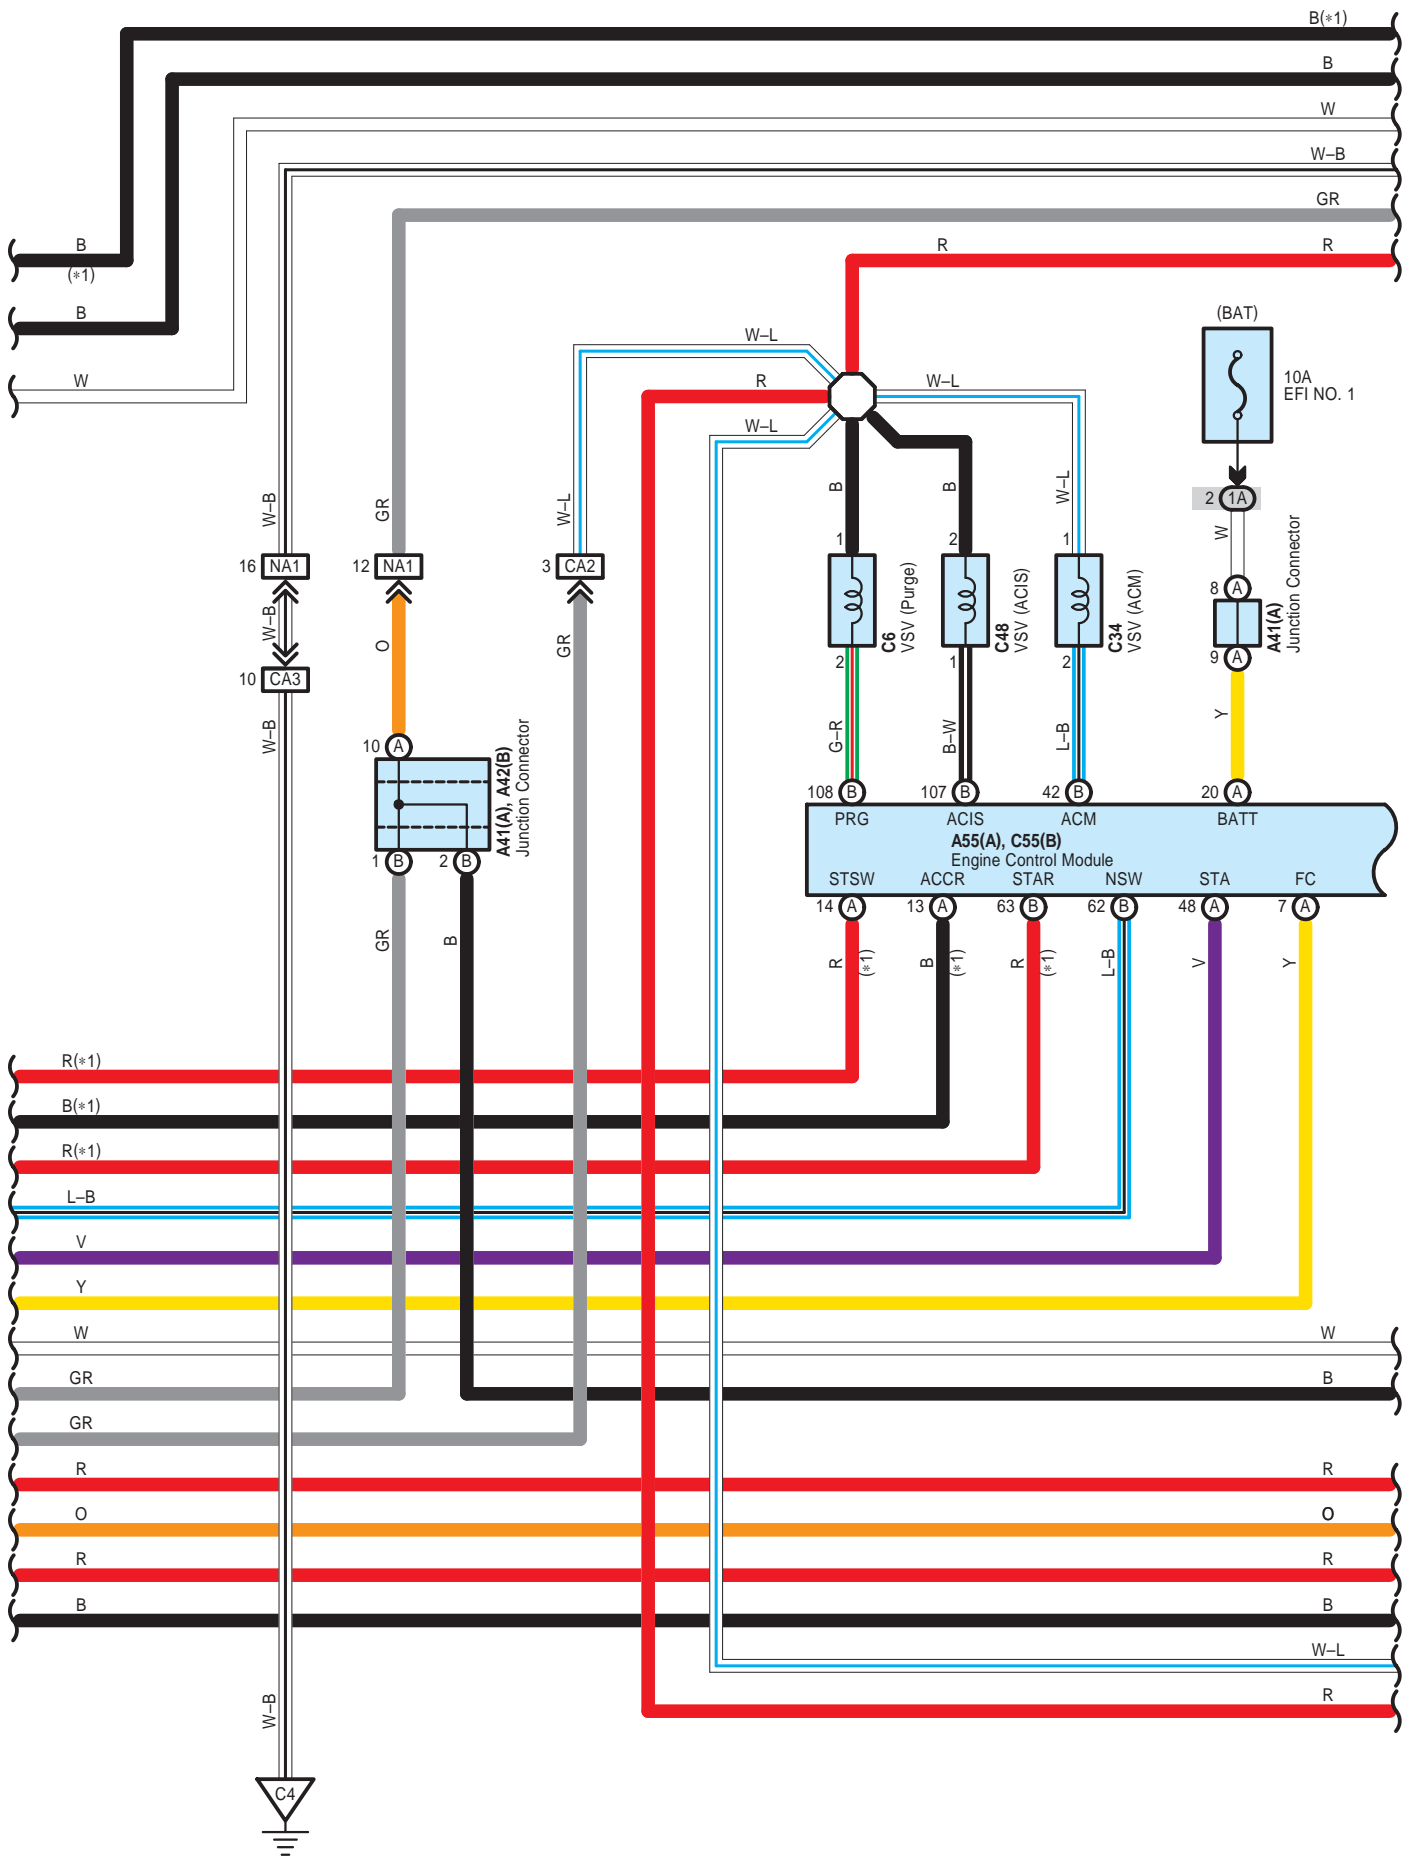 B(*1)
B
W
W–B
GR
B
(*1)
R
R
B
(BAT)
W–L
W
R
W–L
10A
EFI NO. 1
W–L
W–B
GR
W–L
B
B
W–L
2 1A
W
16 NA1
12 NA1
3 CA2
1
2
1
8 A
W–B
O
GR
C6
VSV (Purge)
C48
VSV (ACIS)
C34
VSV (ACM)
A41(A)
Junction Connector
2
1
2
9 A
10 CA3
W–B
G–R
B–W
L–B
Y
10 A
A41(A), A42(B)
Junction Connector
108 B
107 B
42 B
20 A
PRG
ACIS
ACM
BATT
A55(A), C55(B)
Engine Control Module
1 B
2 B
STSW
ACCR
STAR
NSW
STA
FC
14 A
13 A
63 B
62 B
48 A
7 A
GR
B
R
(*1)
B
(*1)
R
(*1)
L–B
V
Y
R(*1)
B(*1)
R(*1)
L–B
V
Y
W
W
GR
B
GR
R
R
O
O
R
R
B
B
W–L
R
W–B
C4